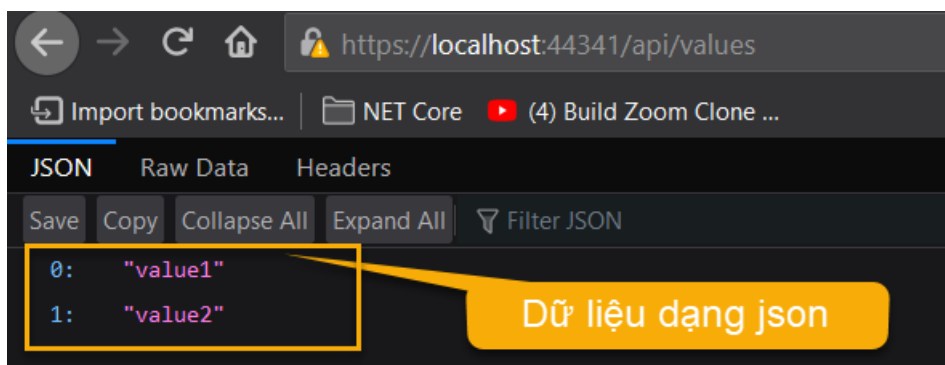 https://localhost:44341/api/values
Import bookmarks... NET Core (4) Build Zoom Clone ...
JSON Raw Data Headers
Save Copy Collapse All Expand All Filter JSON
0: "value1"
1: "value2"
Dữ liệu dạng json